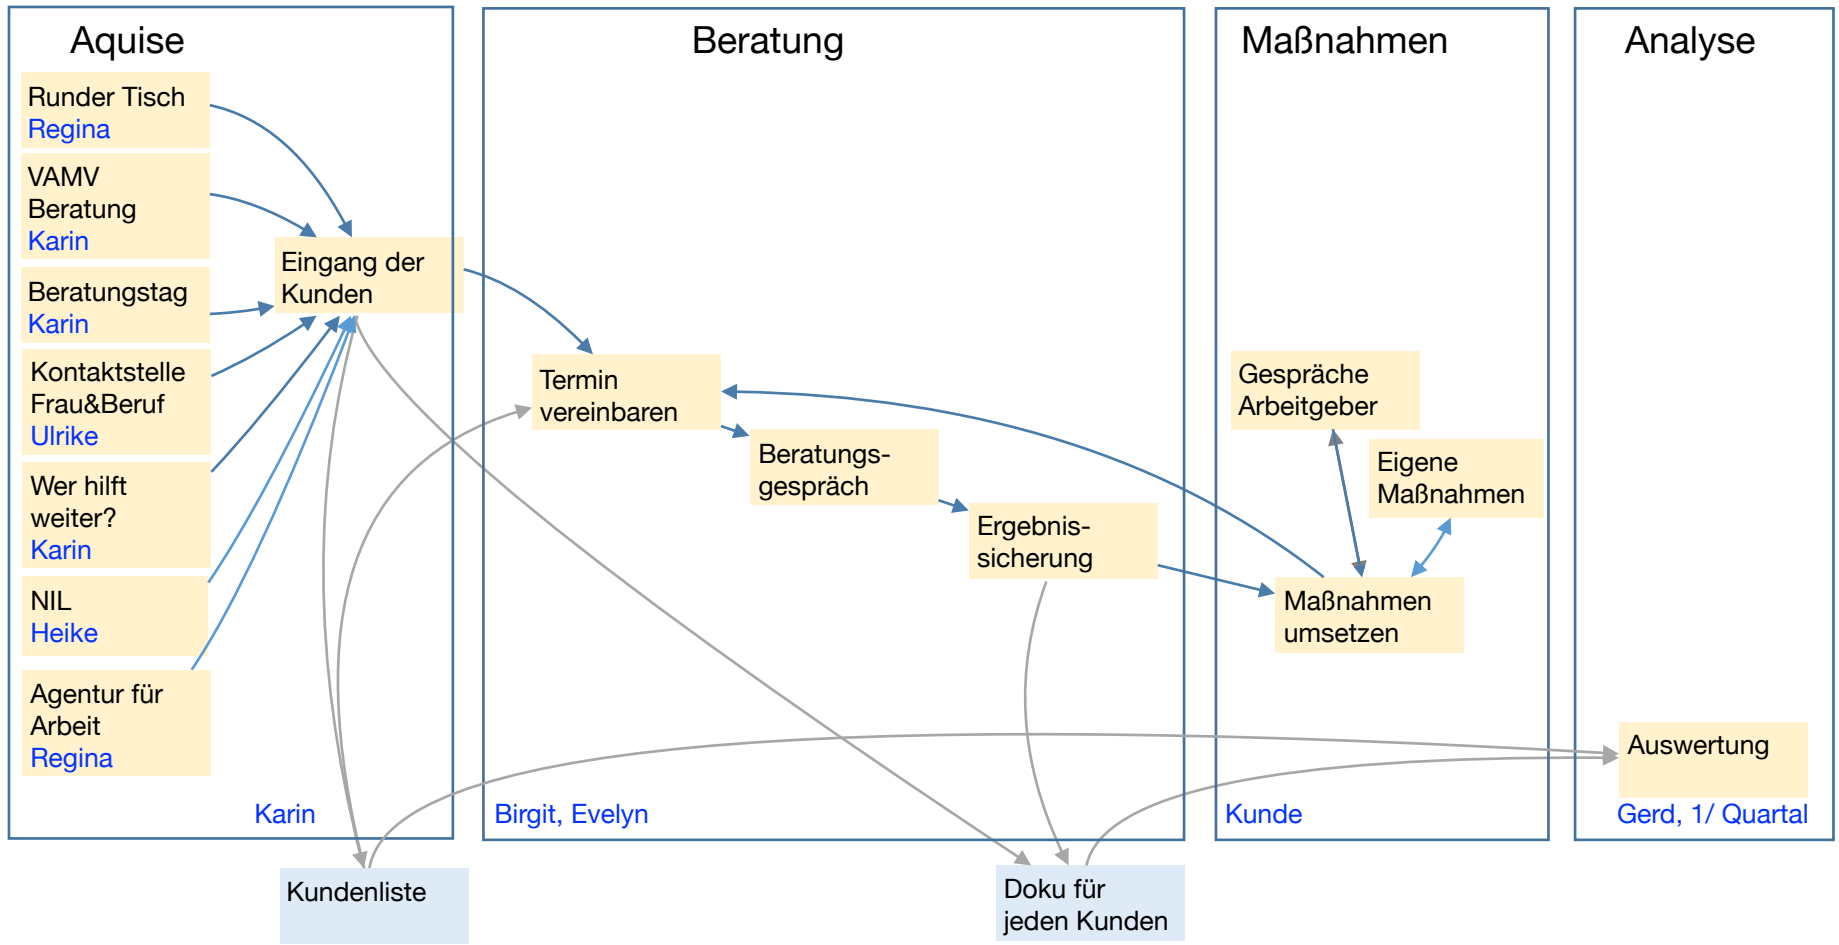 Aquise
Runder Tisch
Regina
VAMV
Beratung
Karin
Beratungstag
Karin
Kontaktstelle
Frau&Beruf
Ulrike
Wer hilft
weiter?
Karin
NIL
Heike
Agentur für
Arbeit
Regina
Eingang der
Kunden
Karin
Beratung
Termin
vereinbaren
Beratungs-
gespräch
Ergebnis-
sicherung
Birgit, Evelyn
Maßnahmen
Gespräche
Arbeitgeber
Eigene
Maßnahmen
Maßnahmen
umsetzen
Kunde
Analyse
Auswertung
Gerd, 1/ Quartal
Kundenliste
Doku für
jeden Kunden